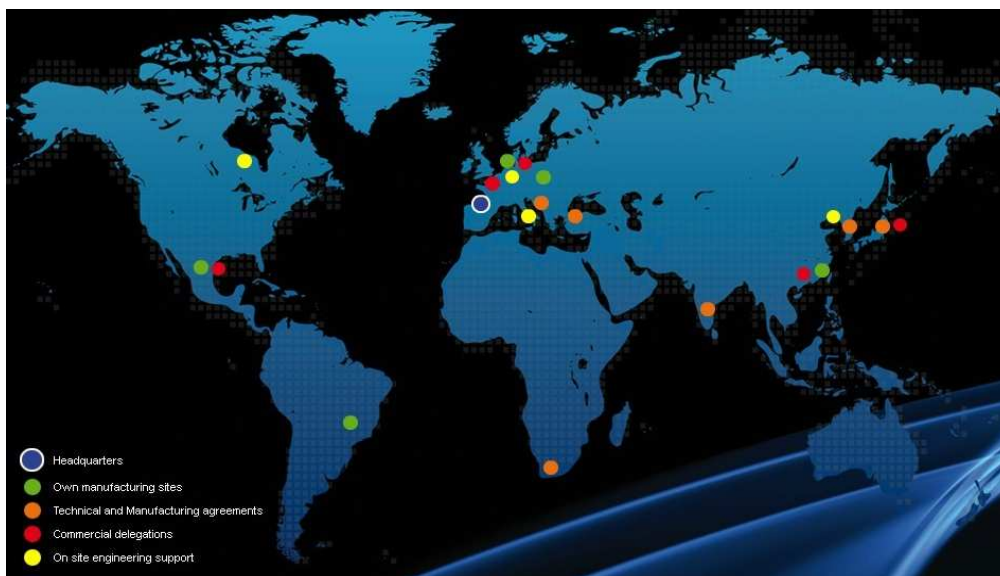 Headquarters
Own manufacturing sites
Technical and Manufacturing agreements
Commercial delegations
On site engineering support